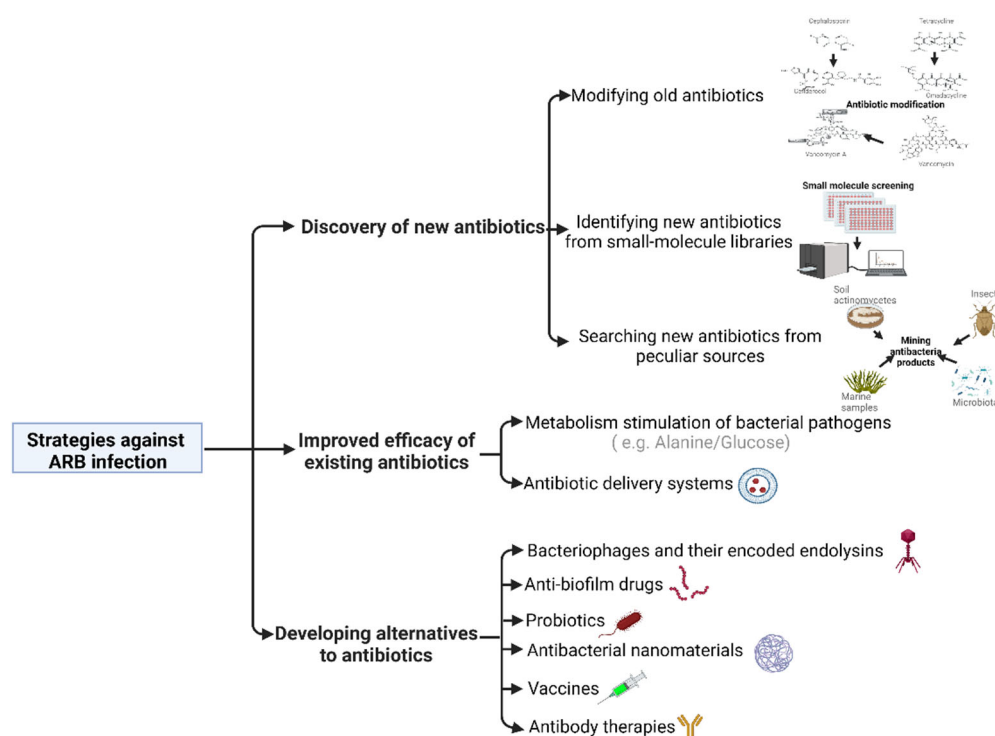 Cephalosporin
Tetracycline
Modifying old antibiotics
Cefiderocol
Omadacycline
Antibiotic modification
Vancomycin A
Vancomycin
Small molecule screening
Discovery of new antibiotics
Identifying new antibiotics
from small-molecule libraries
Soil
actinomycetes
Insect
Searching new antibiotics from
peculiar sources
Mining
antibacteria
products
Marine
samples
Microbiota
Strategies against
ARB infection
Improved efficacy of
existing antibiotics
Metabolism stimulation of bacterial pathogens
( e.g. Alanine/Glucose)
Antibiotic delivery systems
Developing alternatives
to antibiotics
Bacteriophages and their encoded endolysins
Anti-biofilm drugs
Probiotics
Antibacterial nanomaterials
Vaccines
Antibody therapies